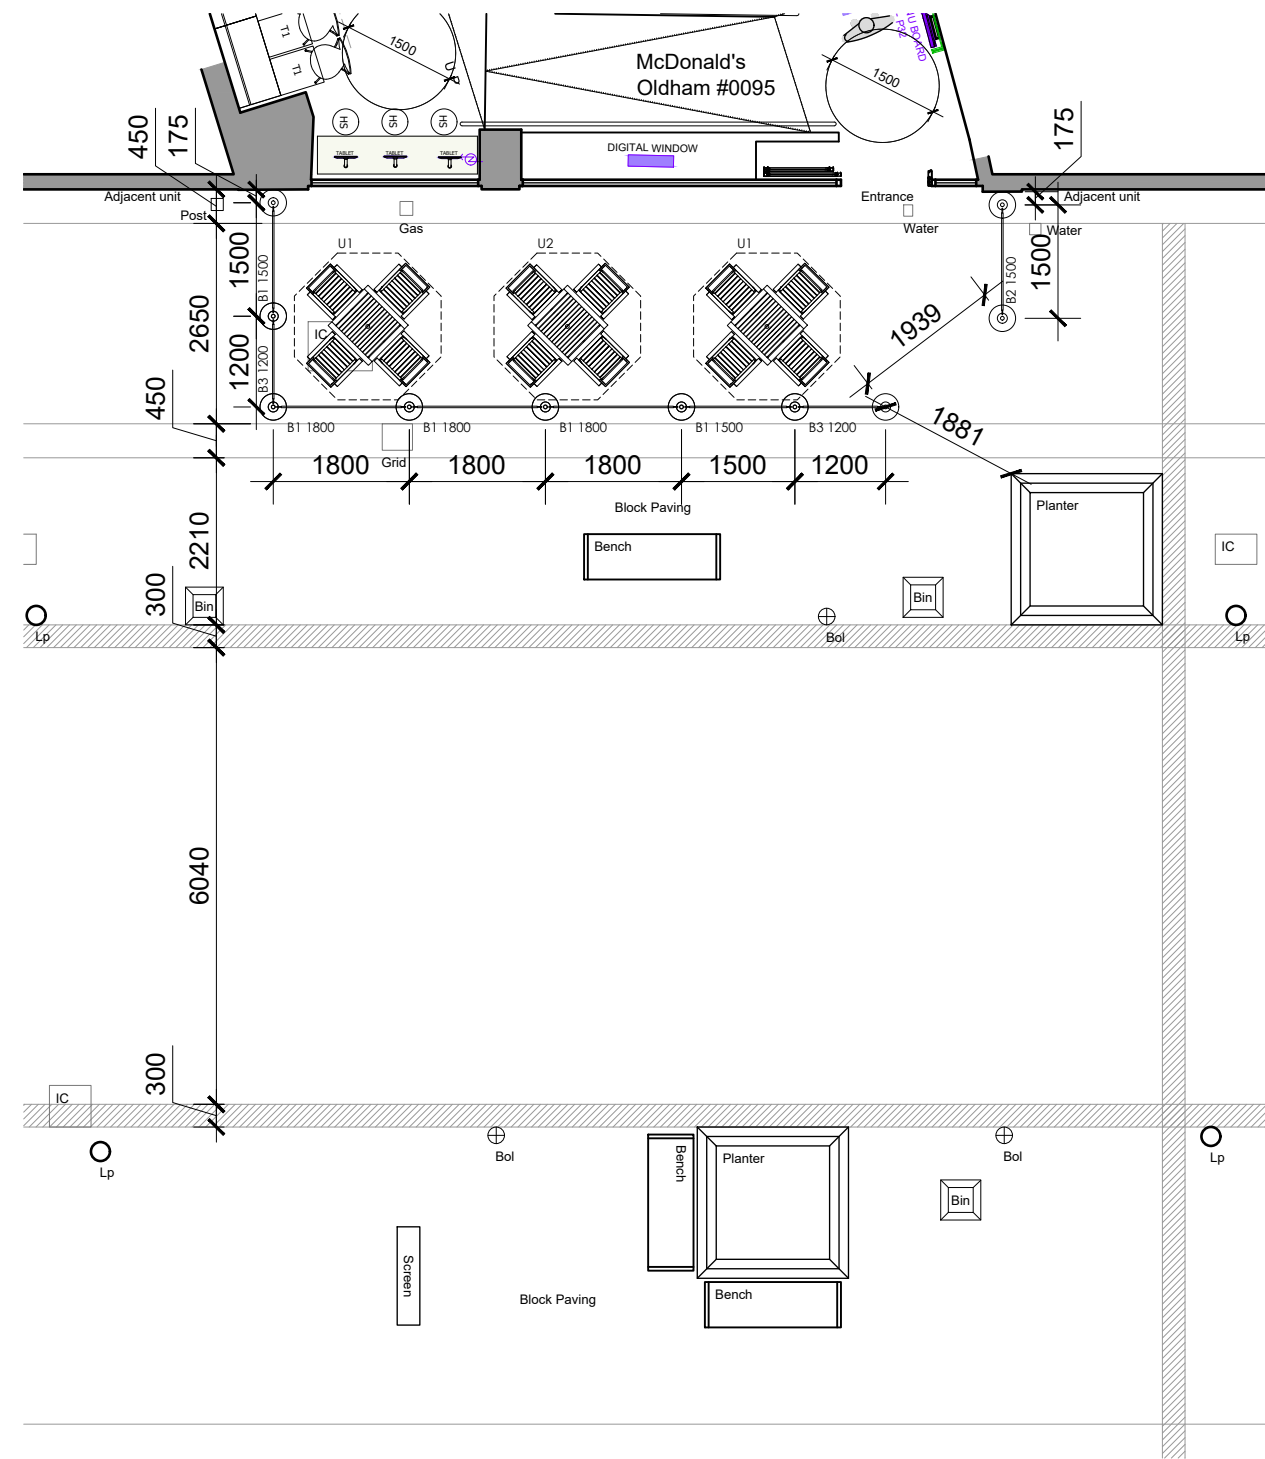 T1
T1
1500
McDonald's
Oldham #0095
1500
U BOARD
450
175
HS
HS
HS
TABLET
TABLET
TABLET
DIGITAL WINDOW
175
Adjacent unit
Post
Gas
Entrance
Water
Adjacent unit
Water
U1
U2
U1
1500
B1 1500
B2 1500
1500
2650
IC
1939
1200
B3 1200
450
B1 1800
B1 1800
B1 1800
B1 1500
B3 1200
1881
Grid
1800
1800
1800
1500
1200
Block Paving
Planter
2210
Bench
IC
300
Bin
Bin
Lp
Bol
Lp
6040
300
IC
Lp
Bol
Bench
Planter
Bol
Lp
Bin
Screen
Block Paving
Bench